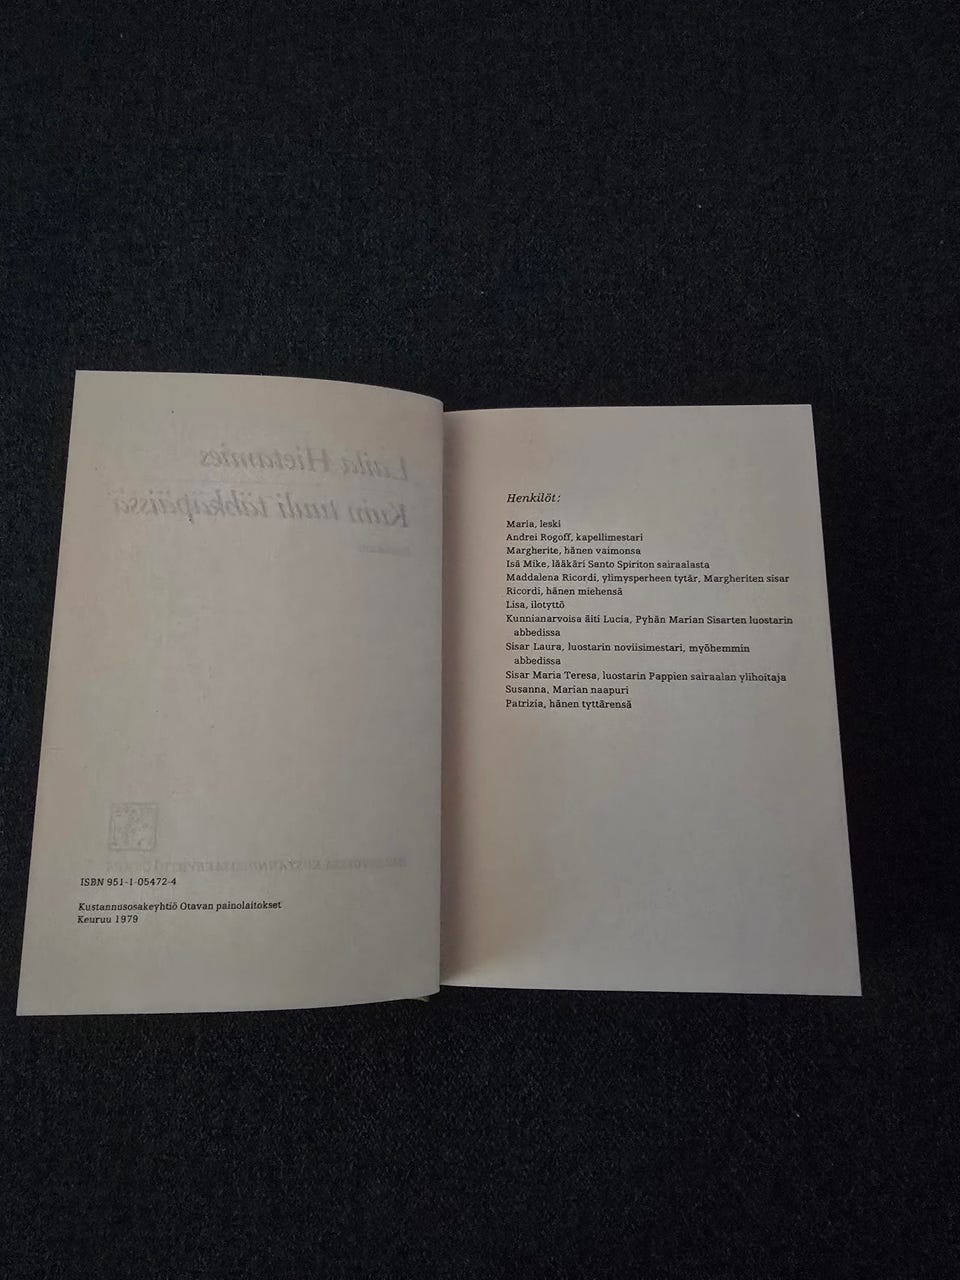 Laila Hietamies
Kuin tuuli tähkäpäissä
ISBN 951-1-05472-4
Kustannusosakeyhtiö Otavan painolaitokset
Keuruu 1979
Henkilöt:
Maria, leski
Andrei Rogoff, kapellimestari
Margherite, hänen vaimonsa
Isä Mike, lääkäri Santo Spiriton sairaalasta
Maddalena Ricordi, ylimysperheen tytär, Margheriten sisar
Ricordi, hänen miehensä
Lisa, ilotyttö
Kunnianarvoisa äiti Lucia, Pyhän Marian Sisarten luostarin
abbedissa
Sisar Laura, luostarin noviisimestari, myöhemmin
abbedissa
Sisar Maria Teresa, luostarin Pappien sairaalan ylihoitaja
Susanna, Marian naapuri
Patrizia, hänen tyttärensä